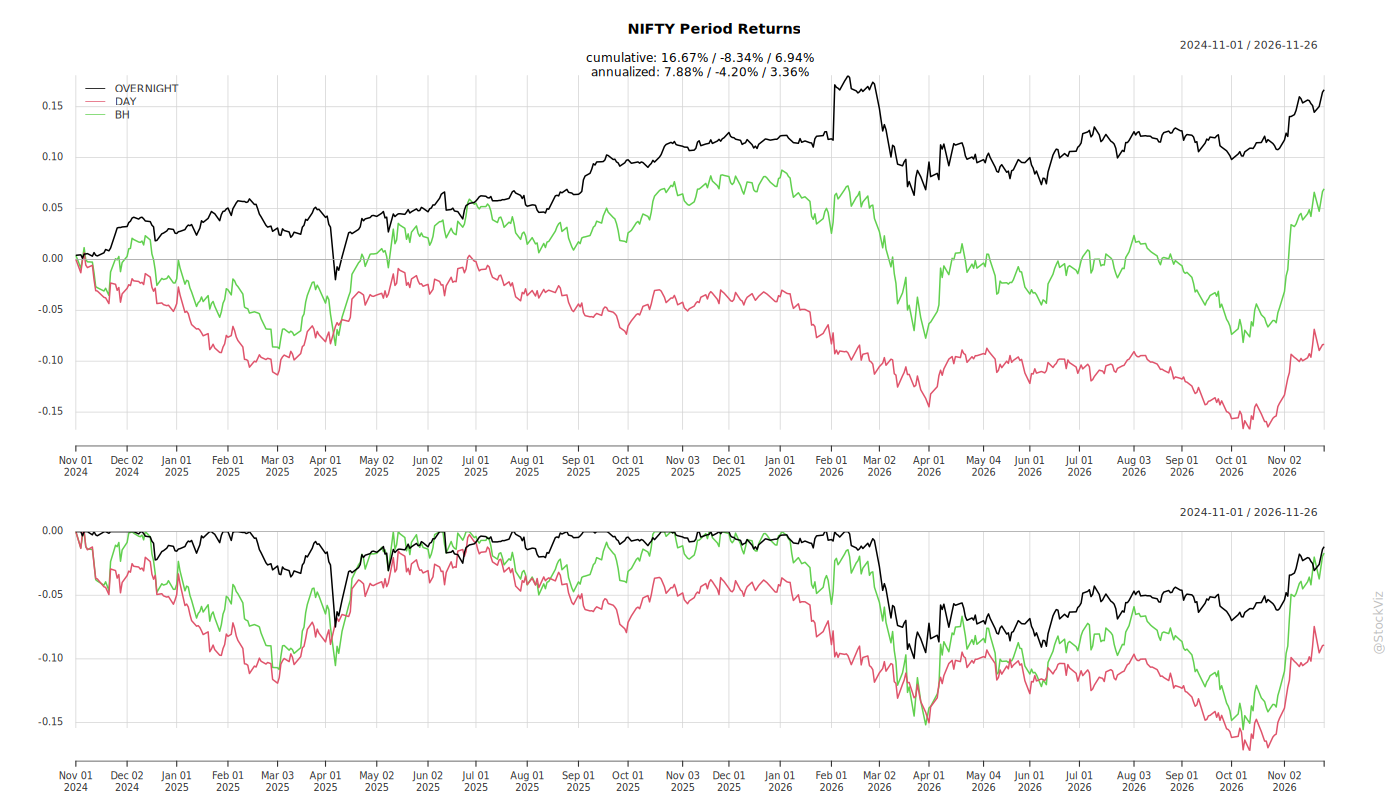 NIFTY Period Returns
2024-11-01 / 2026-11-26
cumulative: 16.67% / -8.34% / 6.94%
annualized: 7.88% / -4.20% / 3.36%
OVERNIGHT
DAY
BH
0.15
0.10
0.05
0.00
-0.05
-0.10
-0.15
Nov 01 Dec 02 Jan 01 Feb 01 Mar 03 Apr 01 May 02 Jun 02 Jul 01 Aug 01 Sep 01 Oct 01 Nov 03 Dec 01 Jan 01 Feb 01 Mar 02 Apr 01 May 04 Jun 01 Jul 01 Aug 03 Sep 01 Oct 01 Nov 02
2024 2024 2025 2025 2025 2025 2025 2025 2025 2025 2025 2025 2025 2025 2026 2026 2026 2026 2026 2026 2026 2026 2026 2026 2026
2024-11-01 / 2026-11-26
0.00
-0.05
-0.10
-0.15
Nov 01 Dec 02 Jan 01 Feb 01 Mar 03 Apr 01 May 02 Jun 02 Jul 01 Aug 01 Sep 01 Oct 01 Nov 03 Dec 01 Jan 01 Feb 01 Mar 02 Apr 01 May 04 Jun 01 Jul 01 Aug 03 Sep 01 Oct 01 Nov 02
2024 2024 2025 2025 2025 2025 2025 2025 2025 2025 2025 2025 2025 2025 2026 2026 2026 2026 2026 2026 2026 2026 2026 2026 2026
@StockViz